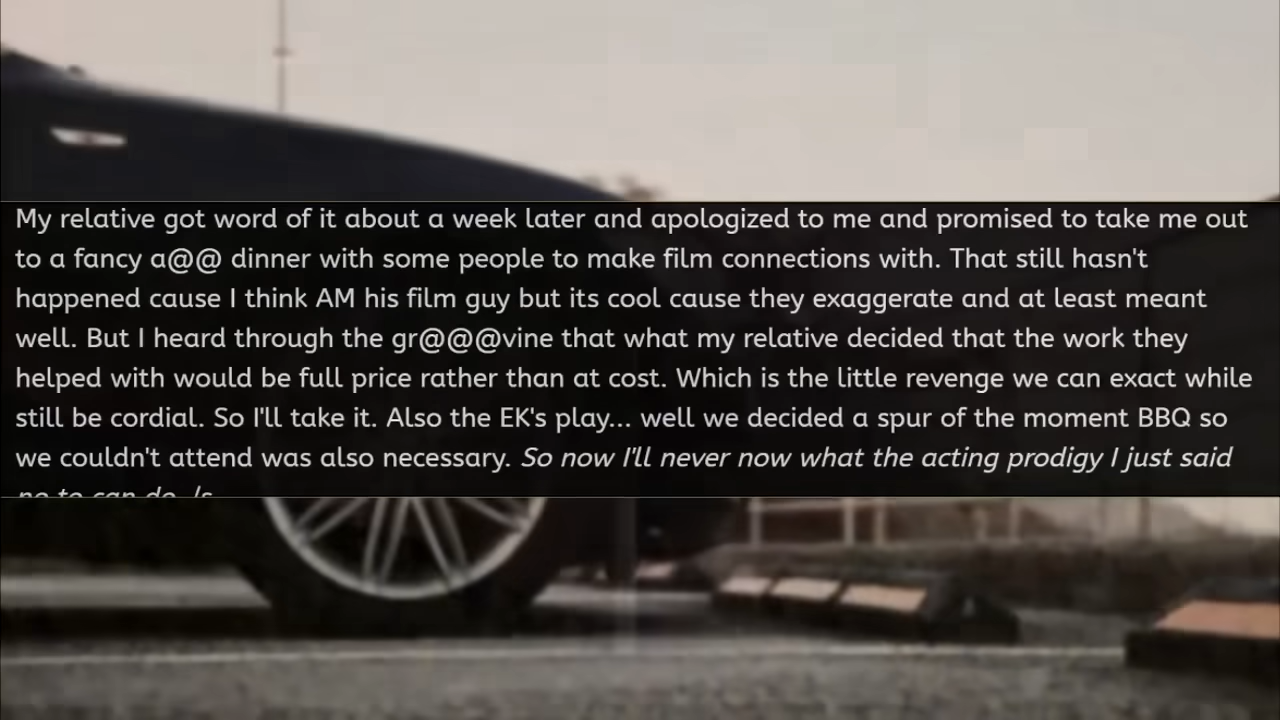 My relative got word of it about a week later and apologized to me and promised to take me out
to a fancy a@@ dinner with some people to make film connections with. That still hasn't
happened cause I think AM his film guy but its cool cause they exaggerate and at least meant
well. But I heard through the gr@@@vine that what my relative decided that the work they
helped with would be full price rather than at cost. Which is the little revenge we can exact while
still be cordial. So I'll take it. Also the EK's play... well we decided a spur of the moment BBQ so
we couldn't attend was also necessary. So now I'll never now what the acting prodigy I just said
no to can do. /s